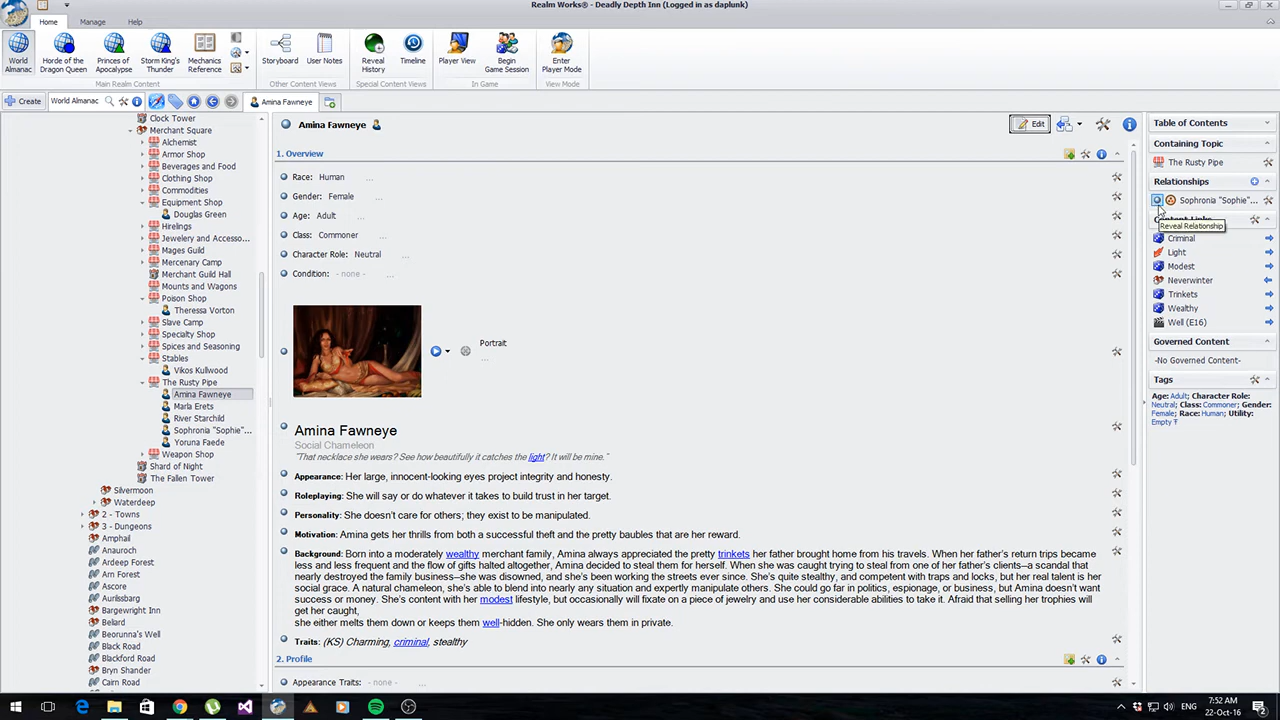 Realm Works® - Deadly Depth Inn (Logged in as daplunk)
Home
Manage
Help
World Almanac
Horde of the Dragon Queen
Princes of Apocalypse
Storm King's Thunder
Mechanics Reference
Storyboard
User Notes
Reveal History
Timeline
Player View
Begin Game Session
Enter Player Mode
Main Realm Content
Other Content Views
Special Content Views
In Game
View Mode
Create
World Almanac
Amina Fawneye
Clock Tower
Merchant Square
Alchemist
Armor Shop
Beverages and Food
Clothing Shop
Commodities
Equipment Shop
Douglas Green
Hirelings
Jewelery and Accesso...
Mages Guild
Mercenary Camp
Merchant Guild Hall
Mounts and Wagons
Poison Shop
Theressa Vorton
Slave Camp
Specialty Shop
Spices and Seasoning
Stables
Vikos Kullwood
The Rusty Pipe
Amina Fawneye
Marla Erets
River Starchild
Sophronia "Sophie"...
Yoruna Faede
Weapon Shop
Shard of Night
The Fallen Tower
Silvermoon
Waterdeep
2 - Towns
3 - Dungeons
Amphail
Anauroch
Ardeep Forest
Arn Forest
Ascore
Aurilssbarg
Bargewright Inn
Beliard
Beorunna's Well
Black Road
Blackford Road
Bryn Shander
Cairn Road
Amina Fawneye
Edit
1. Overview
Race: Human ...
Gender: Female ...
Age: Adult ...
Class: Commoner ...
Character Role: Neutral ...
Condition: - none - ...
Portrait
...
Amina Fawneye
Social Chameleon
"That necklace she wears? See how beautifully it catches the light? It will be mine."
Appearance: Her large, innocent-looking eyes project integrity and honesty.
Roleplaying: She will say or do whatever it takes to build trust in her target.
Personality: She doesn't care for others; they exist to be manipulated.
Motivation: Amina gets her thrills from both a successful theft and the pretty baubles that are her reward.
Background: Born into a moderately wealthy merchant family, Amina always appreciated the pretty trinkets her father brought home from his travels. When her father's return trips became
less and less frequent and the flow of gifts halted altogether, Amina decided to steal them for herself. When she was caught trying to steal from one of her father's clients–a scandal that
nearly destroyed the family business–she was disowned, and she's been working the streets ever since. She's quite stealthy, and competent with traps and locks, but her real talent is her
social grace. A natural chameleon, she's able to blend into nearly any situation and expertly manipulate others. She could go far in politics, espionage, or business, but Amina doesn't want
success or money. She's content with her modest lifestyle, but occasionally will fixate on a piece of jewelry and use her considerable abilities to take it. Afraid that selling her trophies will
get her caught,
she either melts them down or keeps them well-hidden. She only wears them in private.
Traits: (KS) Charming, criminal, stealthy
2. Profile
Appearance Traits: - none - ...
Table of Contents
Containing Topic
The Rusty Pipe
Relationships
Sophronia "Sophie"...
Reveal Relationship
Criminal
Light
Modest
Neverwinter
Trinkets
Wealthy
Well (E16)
Governed Content
-No Governed Content-
Tags
Age: Adult; Character Role:
Neutral; Class: Commoner; Gender:
Female; Race: Human; Utility:
7:52 AM
22-Oct-16